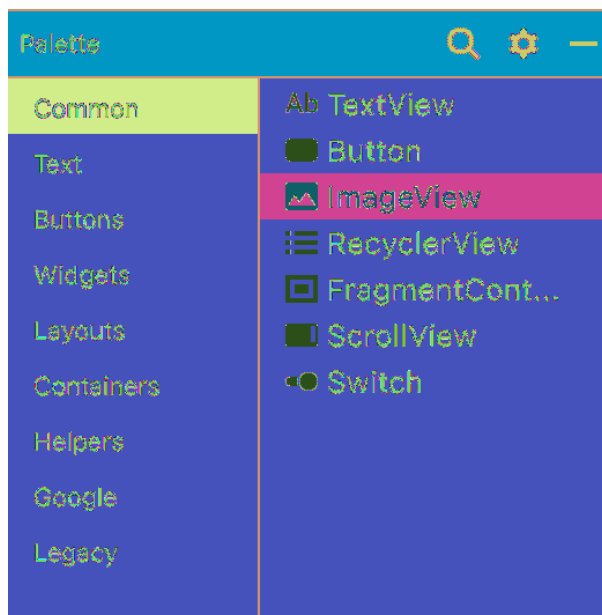 Palette
Common
Text
Buttons
Widgets
Layouts
Containers
Helpers
Google
Legacy
Ab TextView
Button
ImageView
RecyclerView
FragmentCont...
ScrollView
Switch